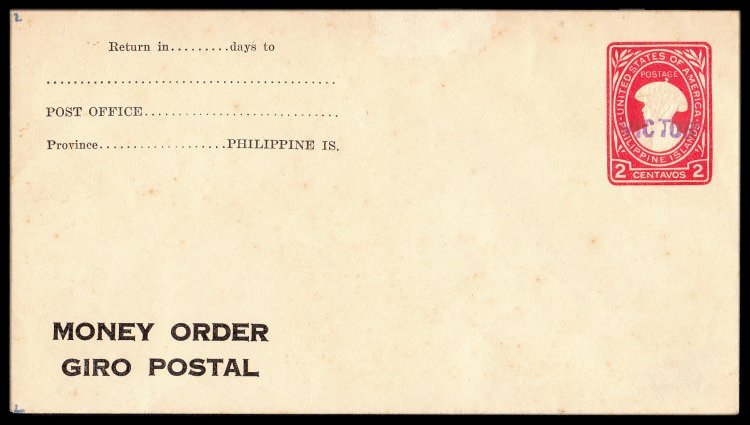 Return in.........days to
POST OFFICE.............................
Province...................PHILIPPINE IS.
UNITED STATES OF AMERICA
POSTAGE
PHILIPPINE ISLANDS
2 CENTAVOS 2
MONEY ORDER
GIRO POSTAL